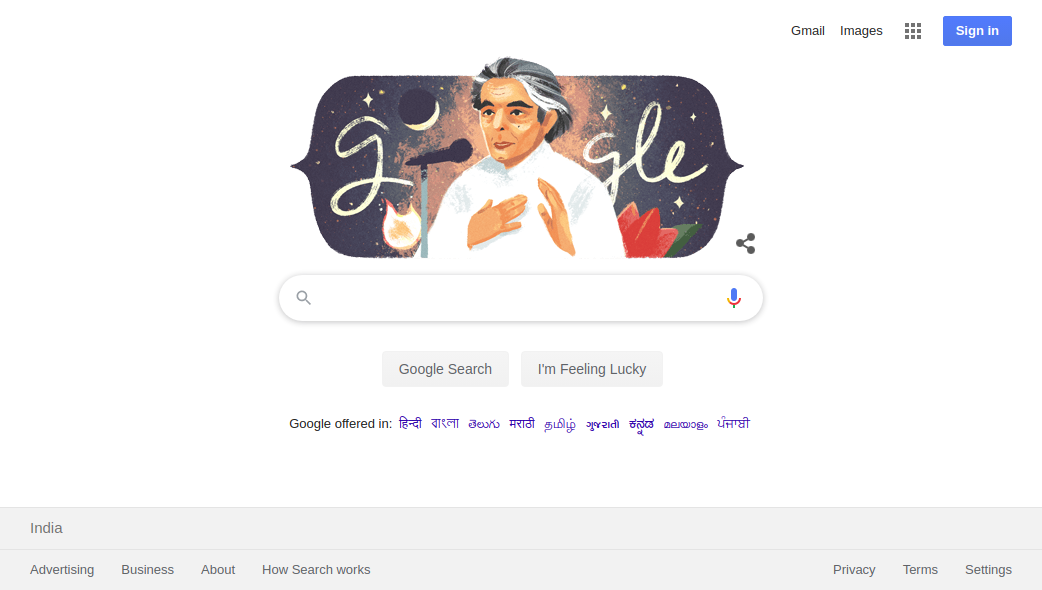 Gmail Images Sign in
Google
Google Search I'm Feeling Lucky
Google offered in: हिन्दी বাংলা తెలుగు मराठी தமிழ் ગુજરાતી ಕನ್ನಡ മലയാളം ਪੰਜਾਬੀ
India
Advertising Business About How Search works Privacy Terms Settings